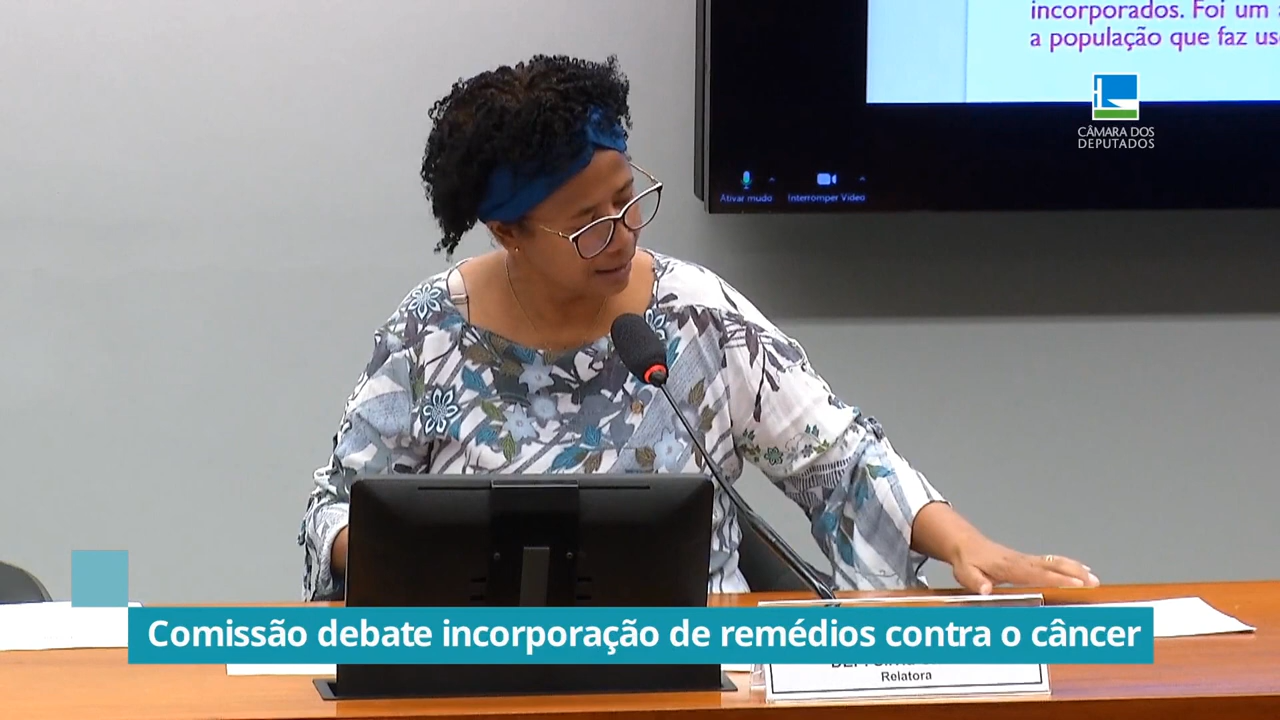 incorporados. Foi um
a população que faz
CÂMARA DOS
DEPUTADOS
Ativar mudo
Interromper Vídeo
Comissão debate incorporação de remédios contra o câncer
Relatora